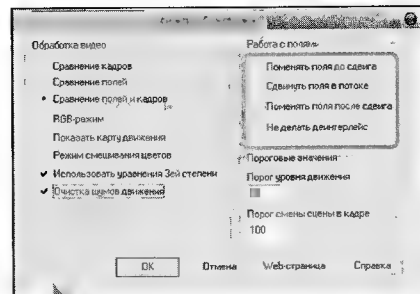 Обработка видео
Сравнение кадров
Сравнение полей
Сравнение полей и кадров
RGB-режим
Показать карту движения
Режим смешивания цветов
Использовать уравнения 3ей степени
Очистка шумов движения
Работа с полями
Поменять поля до сдвига
Сдвинуть поля в потоке
Поменять поля после сдвига
Не делать деинтерлейс
Пороговые значения
Порог уровня движения
Порог смены сцены в кадре
100
OK
Отмена
Web-страница
Справка